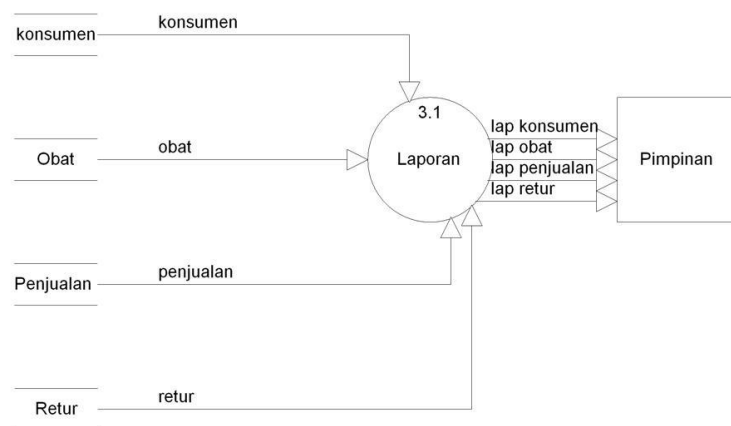 konsumen
konsumen
3.1
Laporan
lap konsumen
lap obat
lap penjualan
lap retur
Pimpinan
Obat
obat
Penjualan
penjualan
Retur
retur